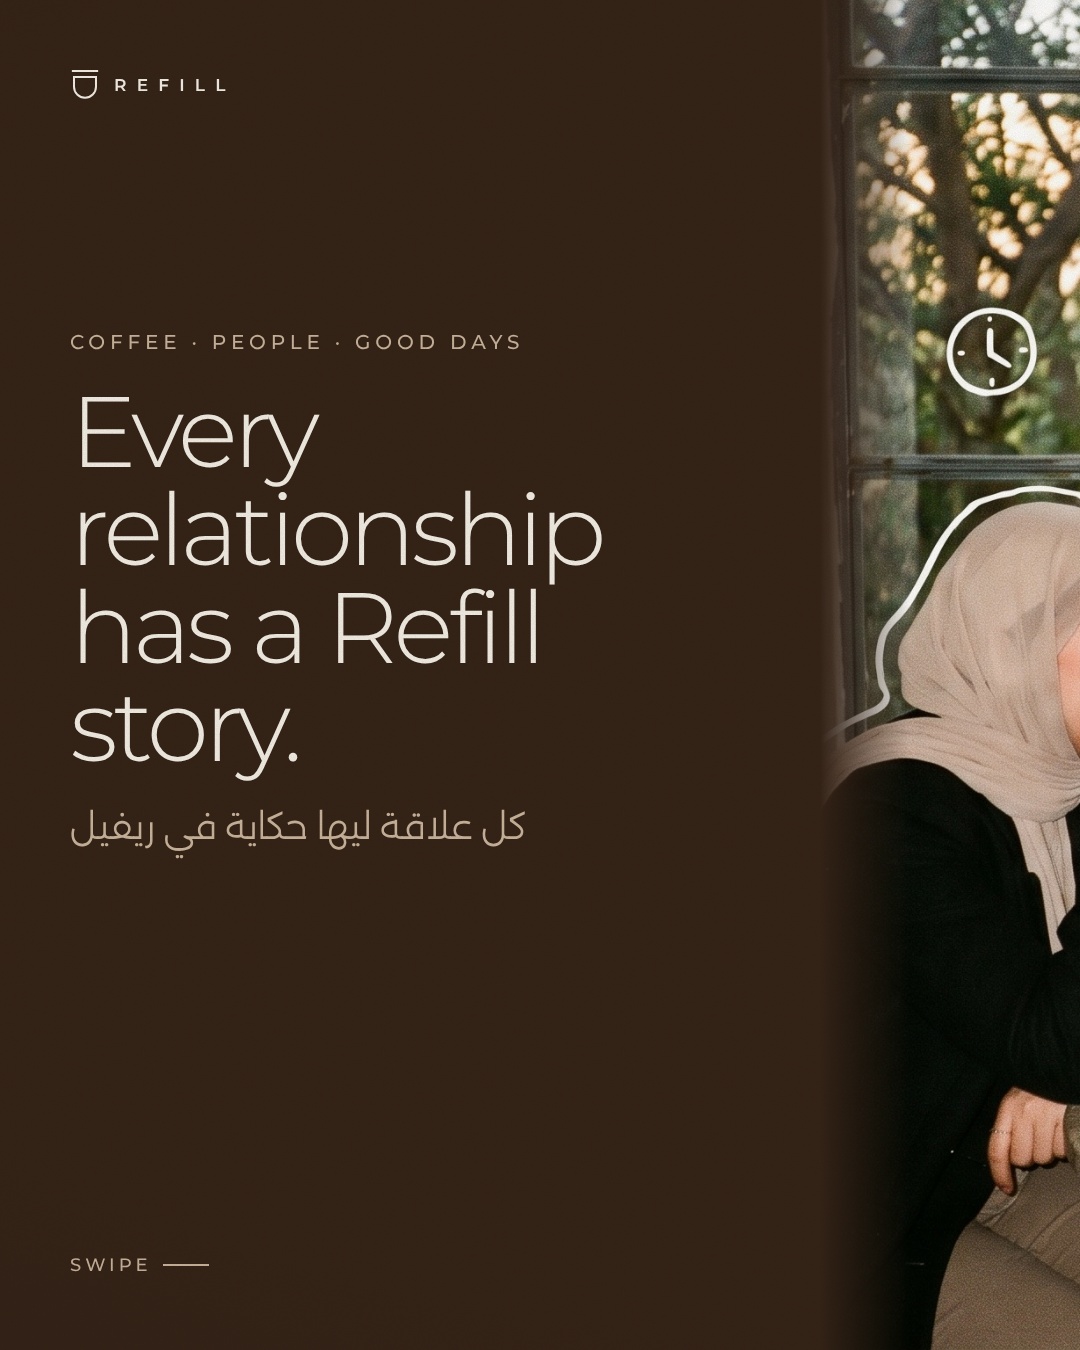 REFILL
COFFEE · PEOPLE · GOOD DAYS
Every
relationship
has a Refill
story.
كل علاقة ليها حكاية في ريفيل
SWIPE